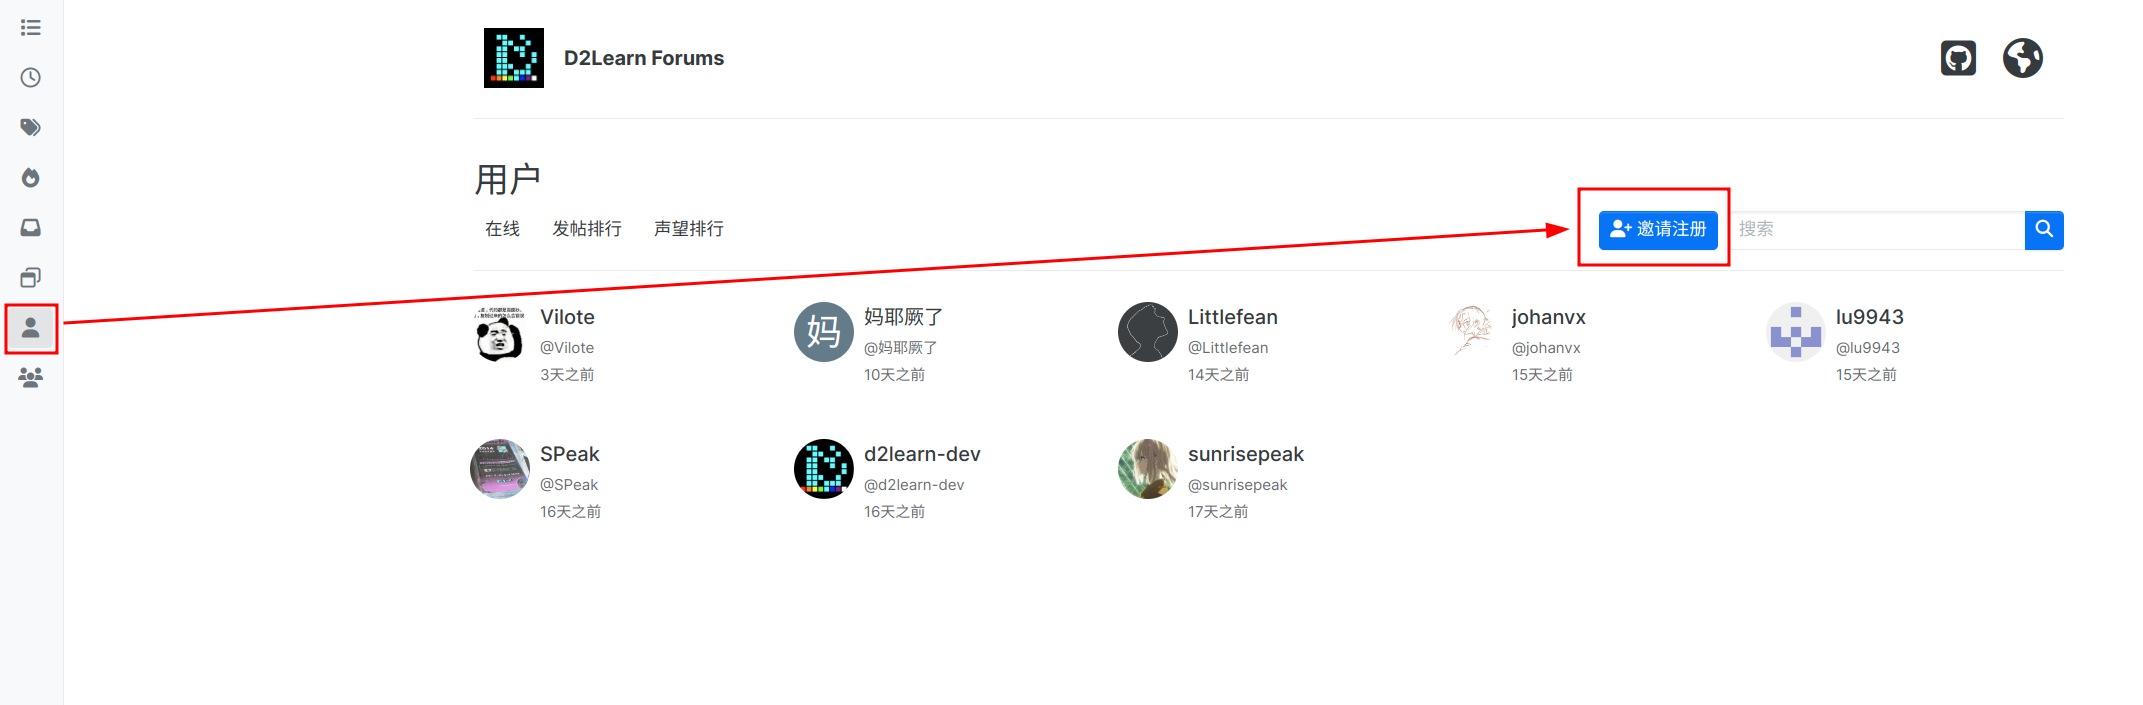 D2Learn Forums
用户
在线 发帖排行 声望排行 邀请注册 搜索
Vilote
@Vilote
3天之前
妈
妈耶厥了
@妈耶厥了
10天之前
Littlefean
@Littlefean
14天之前
johanvx
@johanvx
15天之前
lu9943
@lu9943
15天之前
SPeak
@SPeak
16天之前
d2learn-dev
@d2learn-dev
16天之前
sunrisepeak
@sunrisepeak
17天之前